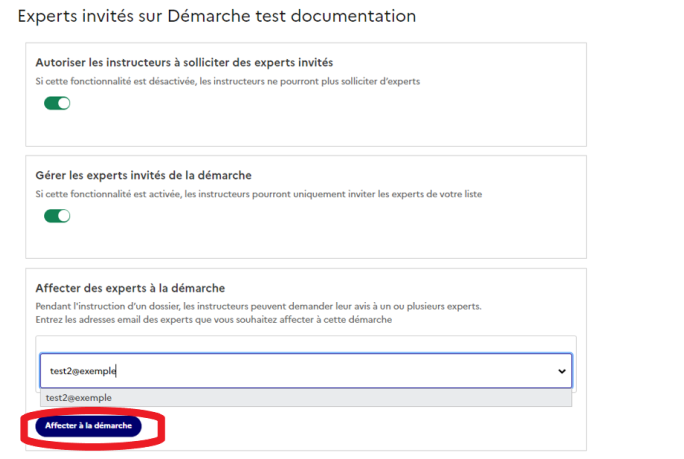 Experts invités sur Démarche test documentation
Autoriser les instructeurs à solliciter des experts invités
Si cette fonctionnalité est désactivée, les instructeurs ne pourront plus solliciter d'experts
Gérer les experts invités de la démarche
Si cette fonctionnalité est activée, les instructeurs pourront uniquement inviter les experts de votre liste
Affecter des experts à la démarche
Pendant l'instruction d'un dossier, les instructeurs peuvent demander leur avis à un ou plusieurs experts.
Entrez les adresses email des experts que vous souhaitez affecter à cette démarche
test2@exemple
test2@exemple
Affecter à la démarche